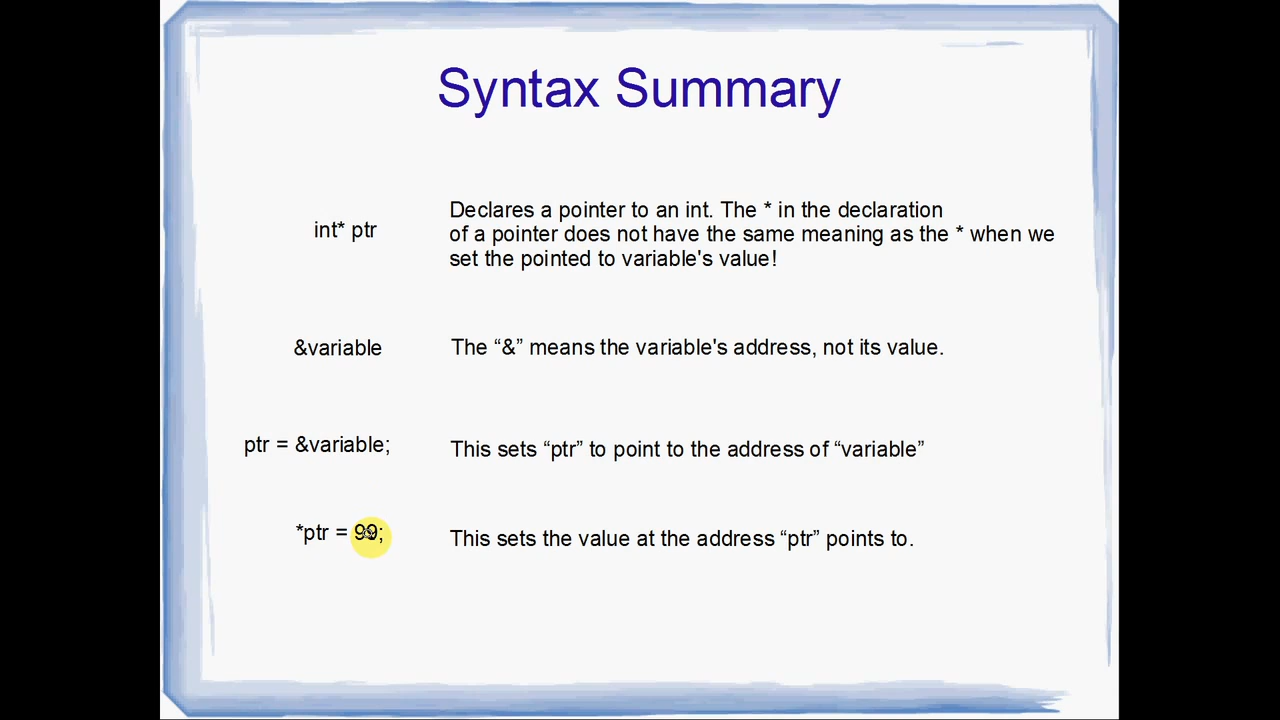 Syntax Summary
int* ptr
Declares a pointer to an int. The * in the declaration
of a pointer does not have the same meaning as the * when we
set the pointed to variable's value!
&variable
The “&” means the variable's address, not its value.
ptr = &variable;
This sets “ptr” to point to the address of “variable”
*ptr = 99;
This sets the value at the address “ptr” points to.